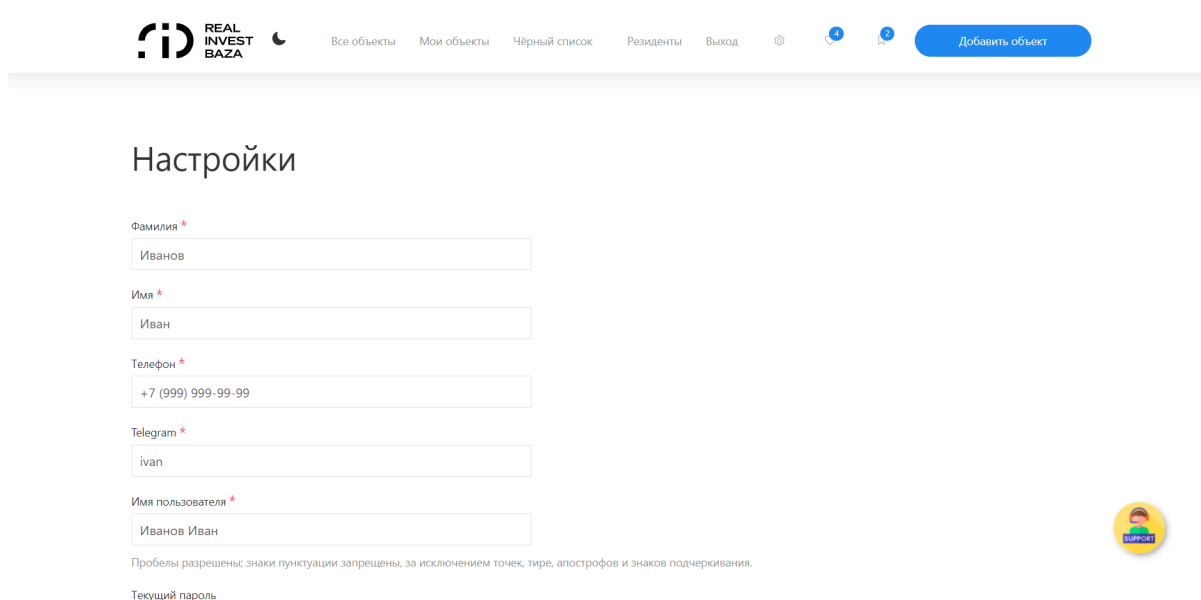 REAL
INVEST
BAZA
Все объекты Мои объекты Чёрный список Резиденты Выход 4 2 Добавить объект
Настройки
Фамилия *
Иванов
Имя *
Иван
Телефон *
+7 (999) 999-99-99
Telegram *
ivan
Имя пользователя *
Иванов Иван
SUPPORT
Пробелы разрешены; знаки пунктуации запрещены, за исключением точек, тире, апострофов и знаков подчеркивания.
Текущий пароль